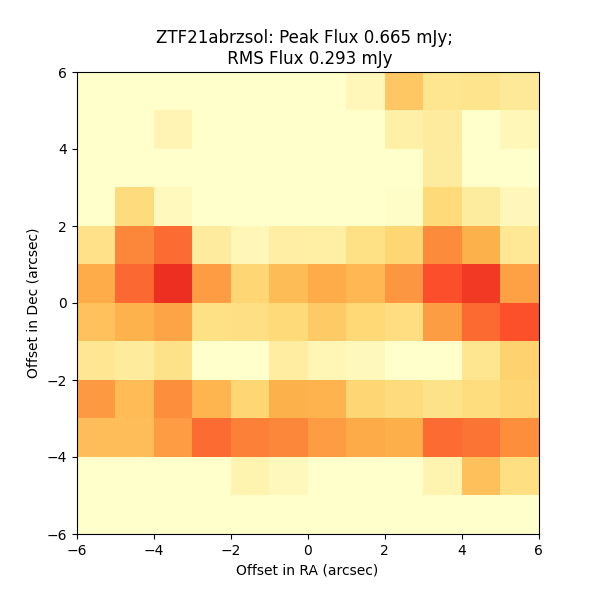 ZTF21abrzsol: Peak Flux 0.665 mJy;
RMS Flux 0.293 mJy
6
4
2
0
−2
−4
−6
Offset in Dec (arcsec)
−6 −4 −2 0 2 4 6
Offset in RA (arcsec)